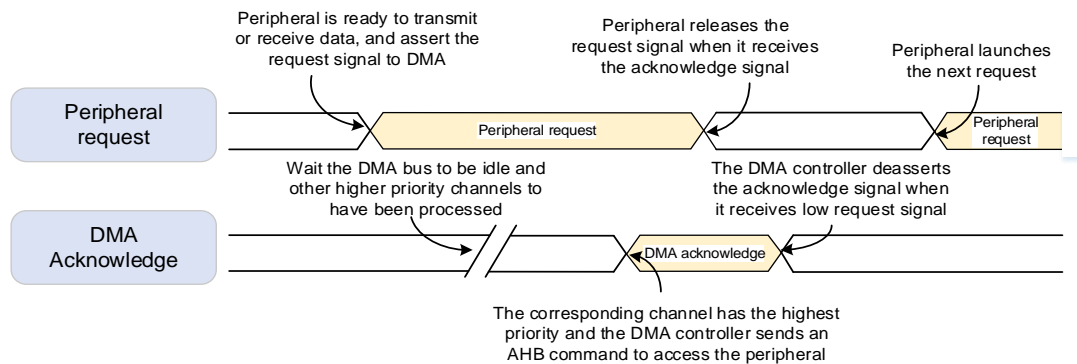 Peripheral is ready to transmit
or receive data, and assert the
request signal to DMA
Peripheral releases the
request signal when it receives
the acknowledge signal
Peripheral launches
the next request
Peripheral
request
Peripheral request
Peripheral
request
Wait the DMA bus to be idle and
other higher priority channels to
have been processed
The DMA controller deasserts
the acknowledge signal when
it receives low request signal
DMA
Acknowledge
DMA acknowledge
The corresponding channel has the highest
priority and the DMA controller sends an
AHB command to access the peripheral